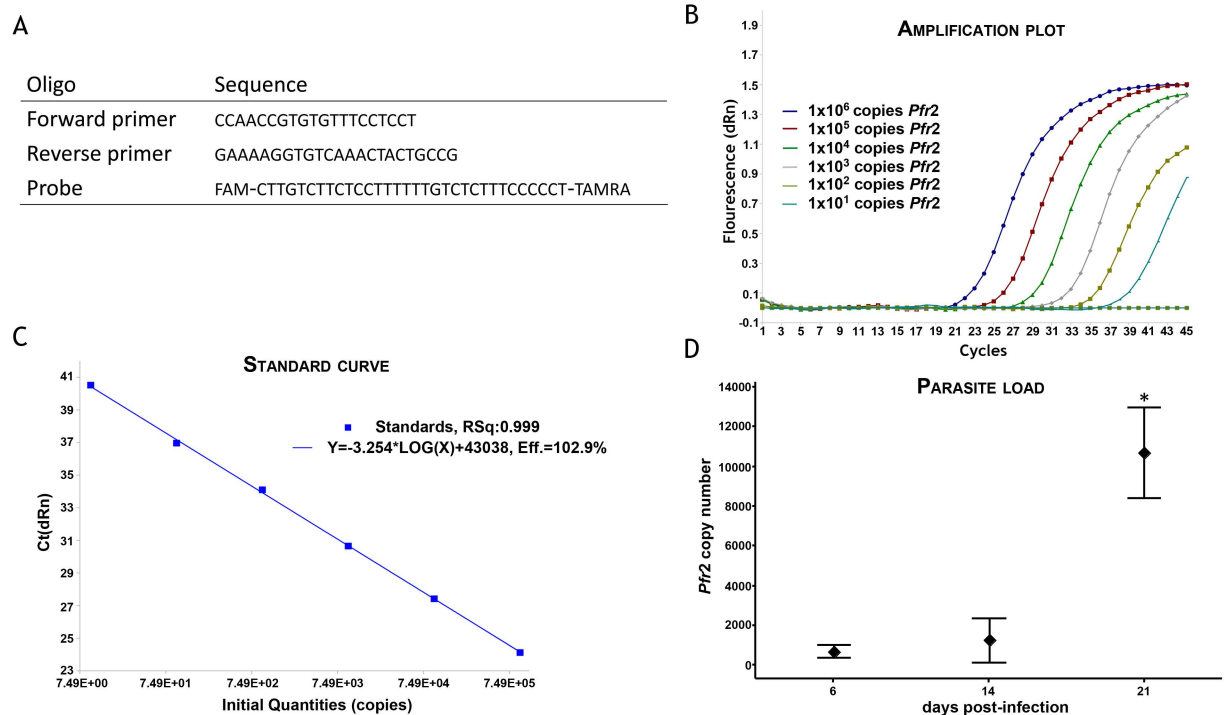 A
Oligo Sequence
Forward primer CCAACCGTGTGTTTCCTCCT
Reverse primer GAAAAGGTGTCAAACTACTGCCG
Probe FAM-CTTGTCTTCTCCTTTTTTGTCTCTTTCCCCCT-TAMRA
B
AMPLIFICATION PLOT
Flourescence (dRn)
1.9
1.7
1.5
1.3
1.1
0.9
0.7
0.5
0.3
0.1
-0.1
1x10⁶ copies Pfr2
1x10⁵ copies Pfr2
1x10⁴ copies Pfr2
1x10³ copies Pfr2
1x10² copies Pfr2
1x10¹ copies Pfr2
1 3 5 7 9 11 13 15 17 19 21 23 25 27 29 31 33 35 37 39 41 43 45
Cycles
C
STANDARD CURVE
Ct(dRn)
41
39
37
35
33
31
29
27
25
23
Standards, RSq:0.999
Y=-3.254*LOG(X)+43038, Eff.=102.9%
7.49E+00 7.49E+01 7.49E+02 7.49E+03 7.49E+04 7.49E+05
Initial Quantities (copies)
D
PARASITE LOAD
Pfr2 copy number
14000
12000
10000
8000
6000
4000
2000
0
*
6 14 21
days post-infection